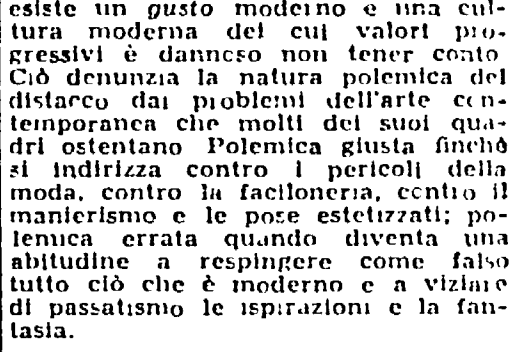 esiste un gusto moderno e una cul-
tura moderna dei cui valori pro-
gressivi è dannoso non tener conto
Ciò denunzia la natura polemica del
distacco dai problemi dell'arte con-
temporanea che molti dei suoi qua-
dri ostentano Polemica giusta finchè
si indirizza contro i pericoli della
moda, contro la faciloneria, contro il
manierismo e le pose estetizzati; po-
lemica errata quando diventa una
abitudine a respingere come falso
tutto ciò che è moderno e a viziare
di passatismo le ispirazioni e la fan-
tasia.